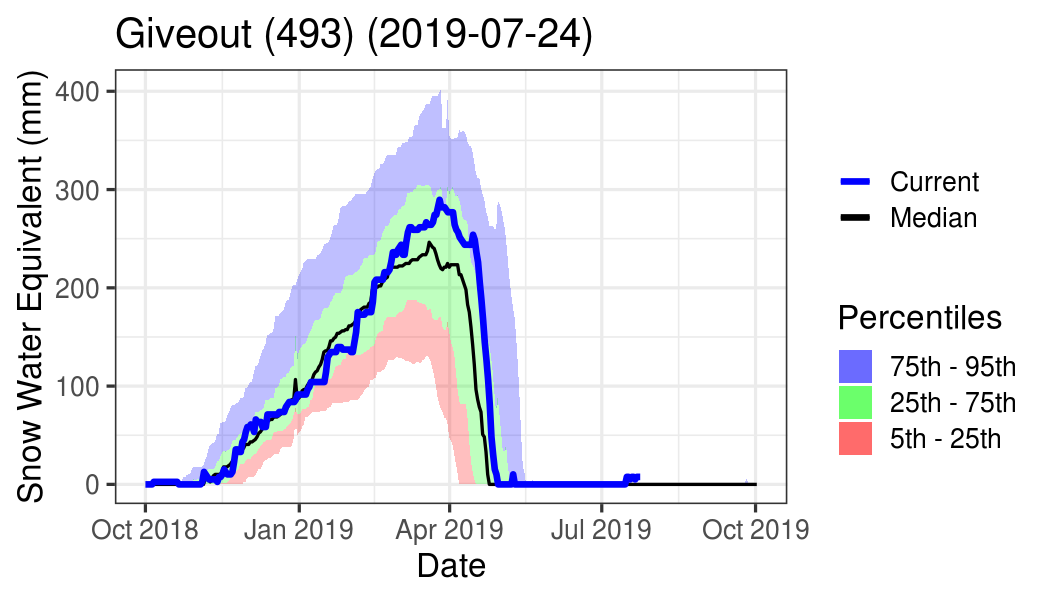 Giveout (493) (2019-07-24)
Snow Water Equivalent (mm)
400
300
200
100
0
Oct 2018
Jan 2019
Apr 2019
Jul 2019
Oct 2019
Date
Current
Median
Percentiles
75th - 95th
25th - 75th
5th - 25th